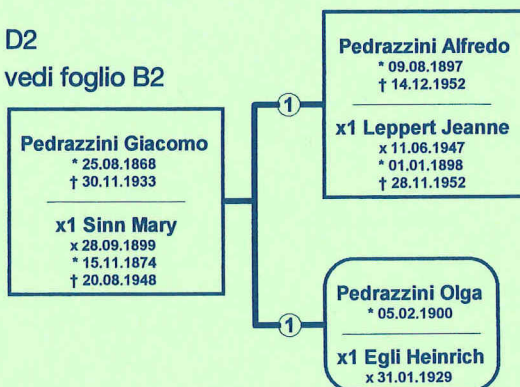 D2
vedi foglio B2
Pedrazzini Giacomo
* 25.08.1868
† 30.11.1933
x1 Sinn Mary
x 28.09.1899
* 15.11.1874
† 20.08.1948
1
Pedrazzini Alfredo
* 09.08.1897
† 14.12.1952
x1 Leppert Jeanne
x 11.06.1947
* 01.01.1898
† 28.11.1952
1
Pedrazzini Olga
* 05.02.1900
x1 Egli Heinrich
x 31.01.1929